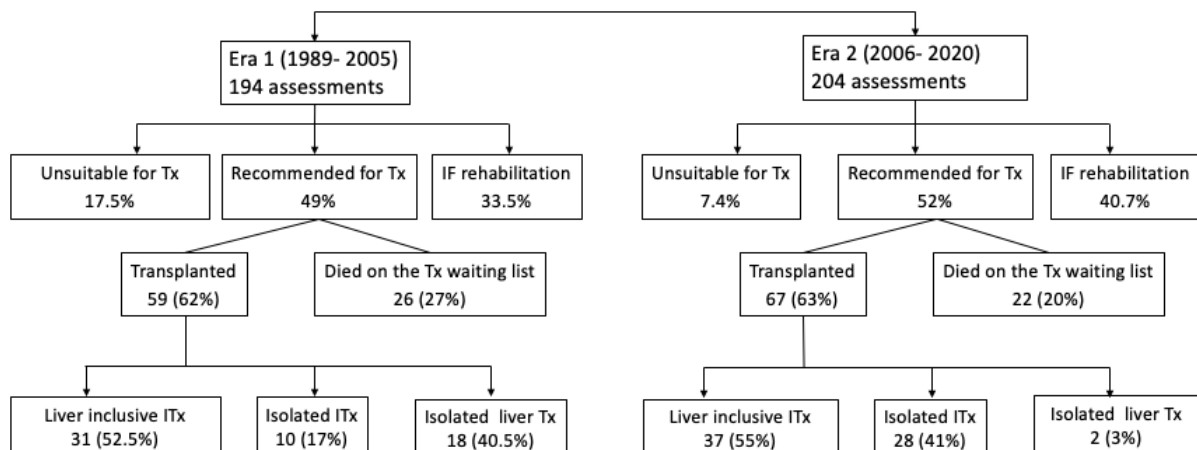 Era 1 (1989- 2005)
194 assessments
Era 2 (2006- 2020)
204 assessments
Unsuitable for Tx
17.5%
Recommended for Tx
49%
IF rehabilitation
33.5%
Unsuitable for Tx
7.4%
Recommended for Tx
52%
IF rehabilitation
40.7%
Transplanted
59 (62%)
Died on the Tx waiting list
26 (27%)
Transplanted
67 (63%)
Died on the Tx waiting list
22 (20%)
Liver inclusive ITx
31 (52.5%)
Isolated ITx
10 (17%)
Isolated liver Tx
18 (40.5%)
Liver inclusive ITx
37 (55%)
Isolated ITx
28 (41%)
Isolated liver Tx
2 (3%)